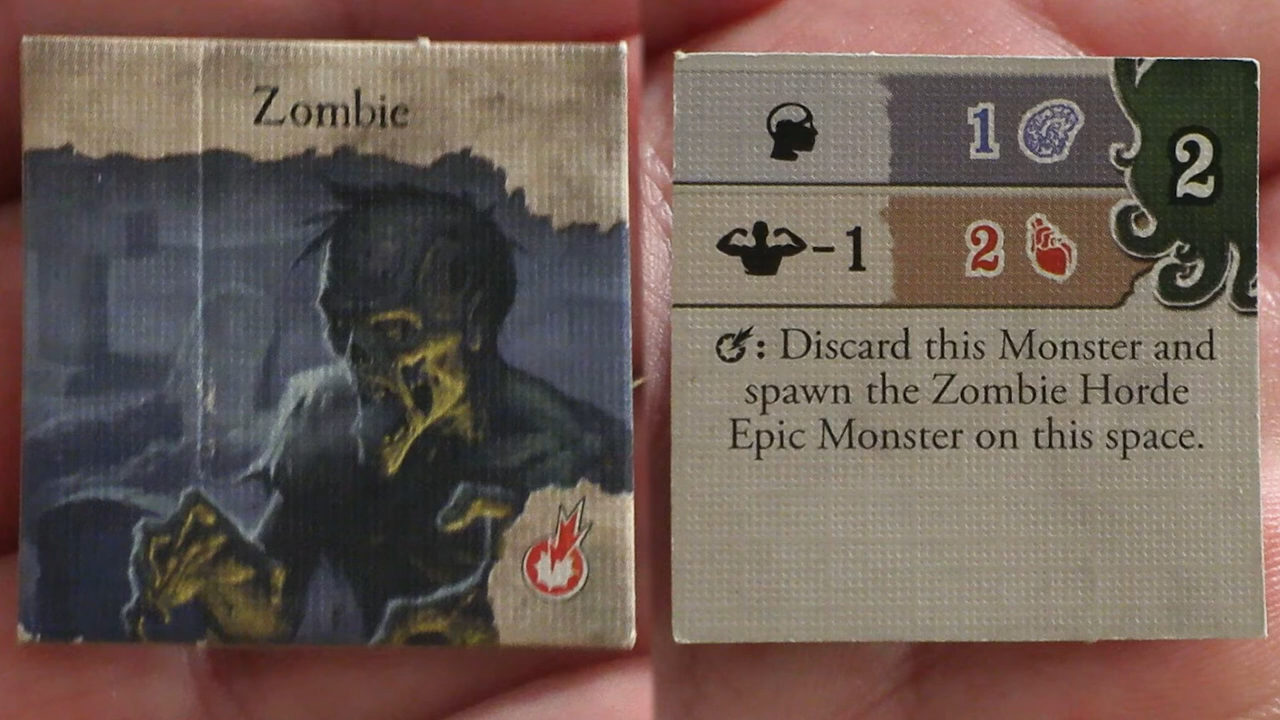 Zombie
1
2
-1
2
: Discard this Monster and
spawn the Zombie Horde
Epic Monster on this space.